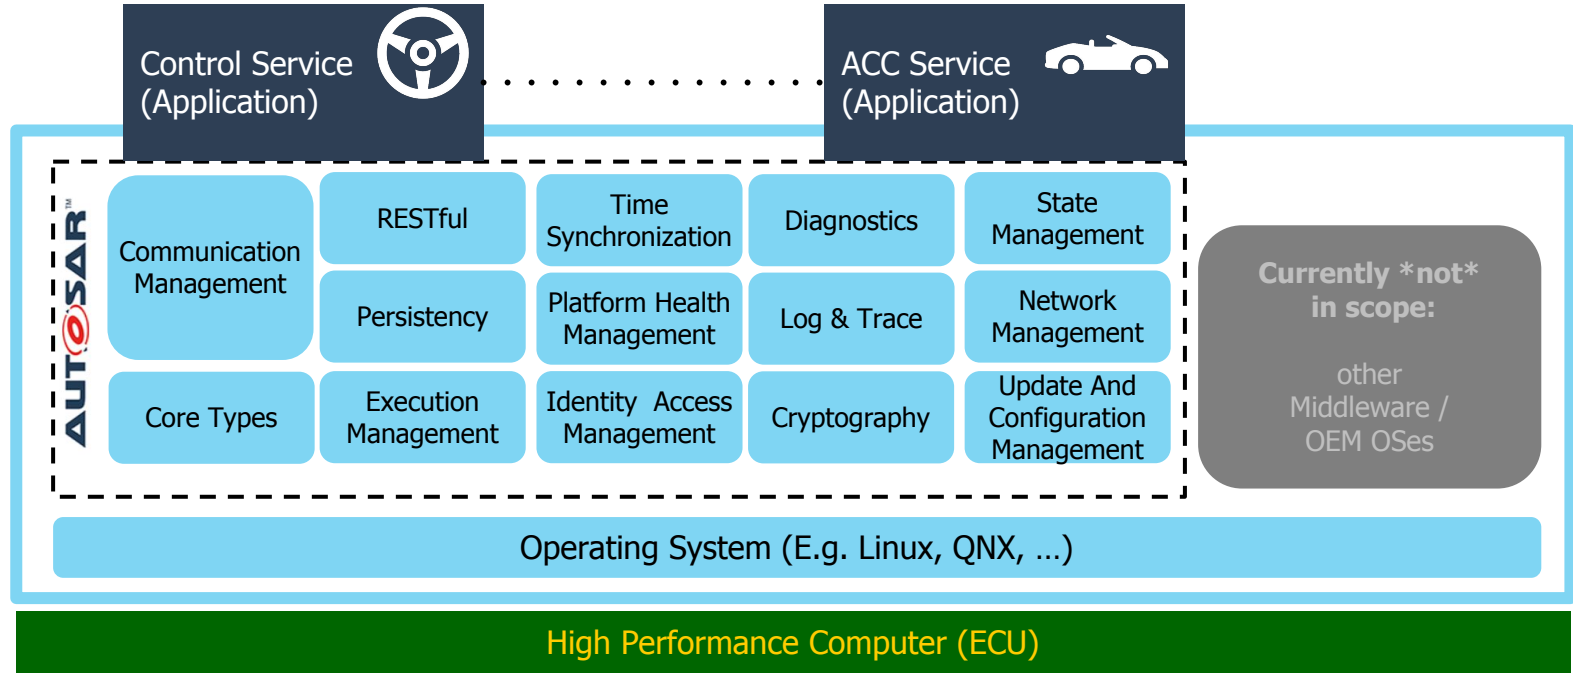 Control Service
(Application)
ACC Service
(Application)
AUTOSAR™
Communication
Management
RESTful
Time
Synchronization
Diagnostics
State
Management
Persistency
Platform Health
Management
Log & Trace
Network
Management
Core Types
Execution
Management
Identity Access
Management
Cryptography
Update And
Configuration
Management
Currently *not*
in scope:
other
Middleware /
OEM OSes
Operating System (E.g. Linux, QNX, …)
High Performance Computer (ECU)